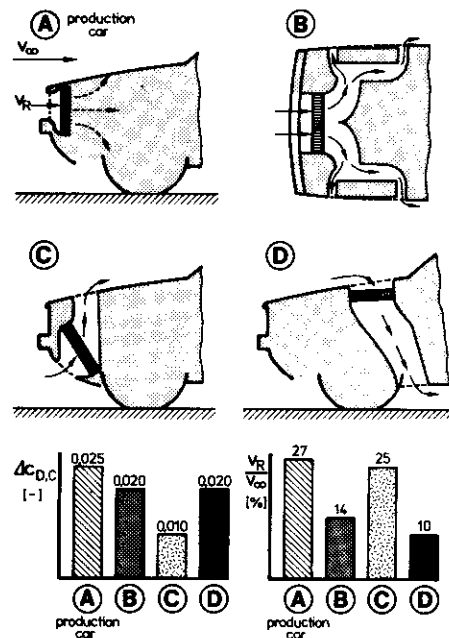 A production car
B
V∞
VR
C
D
ΔcD,C
[-]
0,025
0,020
0,010
0,020
A B C D
production car
VR
V∞
[%]
27
14
25
10
A B C D
production car